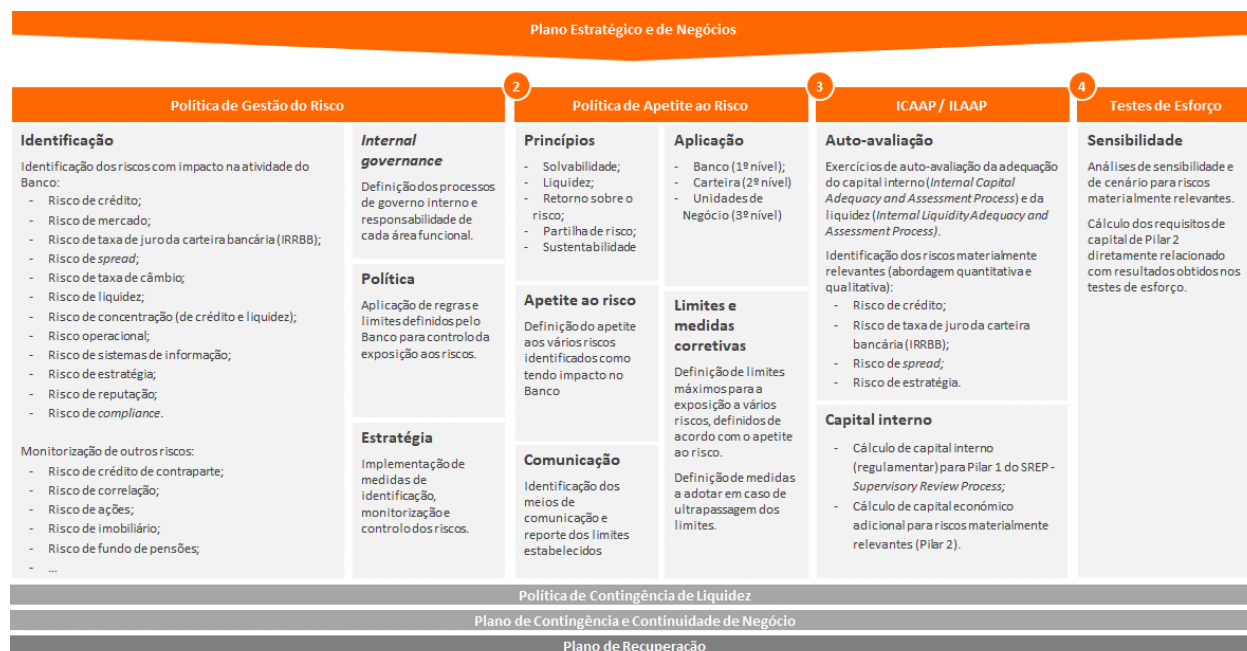 Plano Estratégico e de Negócios
Política de Gestão do Risco
Identificação
Identificação dos riscos com impacto na atividade do
Banco:
- Risco de crédito;
- Risco de mercado;
- Risco de taxa de juro da carteira bancária (IRRBB);
- Risco de spread;
- Risco de taxa de câmbio;
- Risco de liquidez;
- Risco de concentração (de crédito e liquidez);
- Risco operacional;
- Risco de sistemas de informação;
- Risco de estratégia;
- Risco de reputação;
- Risco de compliance.
Monitorização de outros riscos:
- Risco de crédito de contraparte;
- Risco de correlação;
- Risco de ações;
- Risco de imobiliário;
- Risco de fundo de pensões;
- ...
Internal
governance
Definição dos processos
de governo interno e
responsabilidade de
cada área funcional.
Política
Aplicação de regras e
limites definidos pelo
Banco para controlo da
exposição aos riscos.
Estratégia
Implementação de
medidas de
identificação,
monitorização e
controlo dos riscos.
2
Política de Apetite ao Risco
Princípios
- Solvabilidade;
- Liquidez;
- Retorno sobre o
risco;
- Partilha de risco;
- Sustentabilidade
Apetite ao risco
Definição do apetite
aos vários riscos
identificados como
tendo impacto no
Banco
Comunicação
Identificação dos
meios de
comunicação e
reporte dos limites
estabelecidos
Aplicação
- Banco (1º nível);
- Carteira (2º nível)
- Unidades de
Negócio (3º nível)
Limites e
medidas
corretivas
Definição de limites
máximos para a
exposição a vários
riscos, definidos de
acordo com o apetite
ao risco.
Definição de medidas
a adotar em caso de
ultrapassagem dos
limites.
3
ICAAP / ILAAP
Auto-avaliação
Exercícios de auto-avaliação da adequação
do capital interno (Internal Capital
Adequacy and Assessment Process) e da
liquidez (Internal Liquidity Adequacy and
Assessment Process).
Identificação dos riscos materialmente
relevantes (abordagem quantitativa e
qualitativa):
- Risco de crédito;
- Risco de taxa de juro da carteira
bancária (IRRBB);
- Risco de spread;
- Risco de estratégia.
Capital interno
- Cálculo de capital interno
(regulamentar) para Pilar 1 do SREP -
Supervisory Review Process;
- Cálculo de capital económico
adicional para riscos materialmente
relevantes (Pilar 2).
4
Testes de Esforço
Sensibilidade
Análises de sensibilidade e
de cenário para riscos
materialmente relevantes.
Cálculo dos requisitos de
capital de Pilar 2
diretamente relacionado
com resultados obtidos nos
testes de esforço.
Política de Contingência de Liquidez
Plano de Contingência e Continuidade de Negócio
Plano de Recuperação